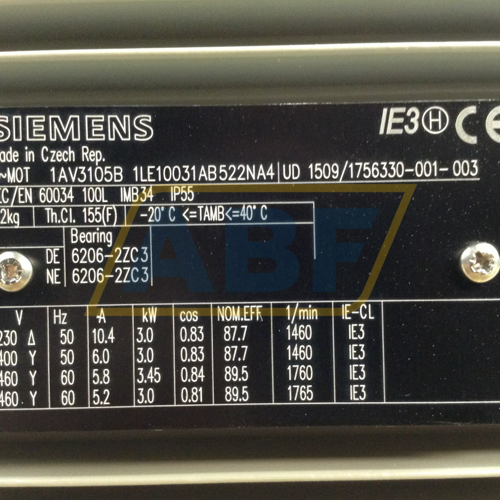 SIEMENS IE3 H CE
ade in Czech Rep.
~MOT 1AV3105B 1LE10031AB522NA4 UD 1509/1756330-001-003
C/EN 60034 100L IMB34 IP55
2kg Th.Cl. 155(F) -20°C <=TAMB<=40°C
Bearing
DE 6206-2ZC3
NE 6206-2ZC3
V Hz A kW cos NOM.EFF 1/min IE-CL
230 Δ 50 10.4 3.0 0.83 87.7 1460 IE3
400 Y 50 6.0 3.0 0.83 87.7 1460 IE3
460 Y 60 5.8 3.45 0.84 89.5 1760 IE3
460 Y 60 5.2 3.0 0.81 89.5 1765 IE3
ABF